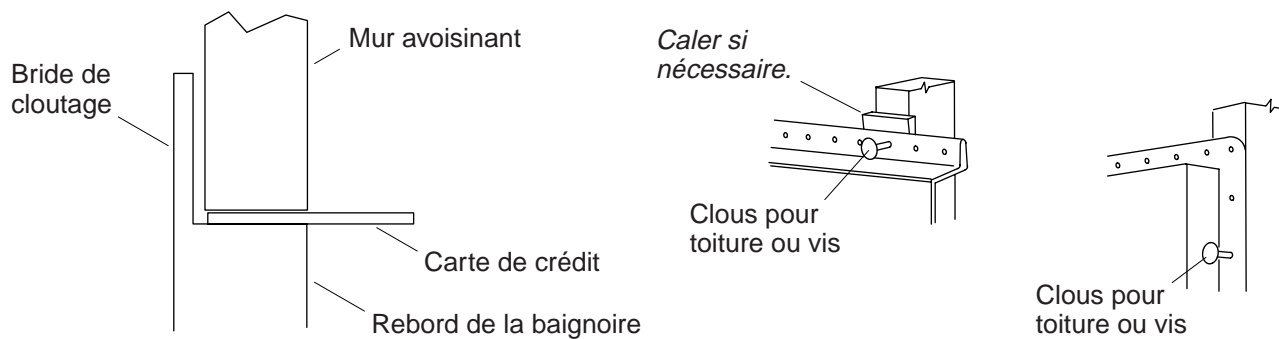 Mur avoisinant
Bride de
cloutage
Carte de crédit
Rebord de la baignoire
Caler si
nécessaire.
Clous pour
toiture ou vis
Clous pour
toiture ou vis